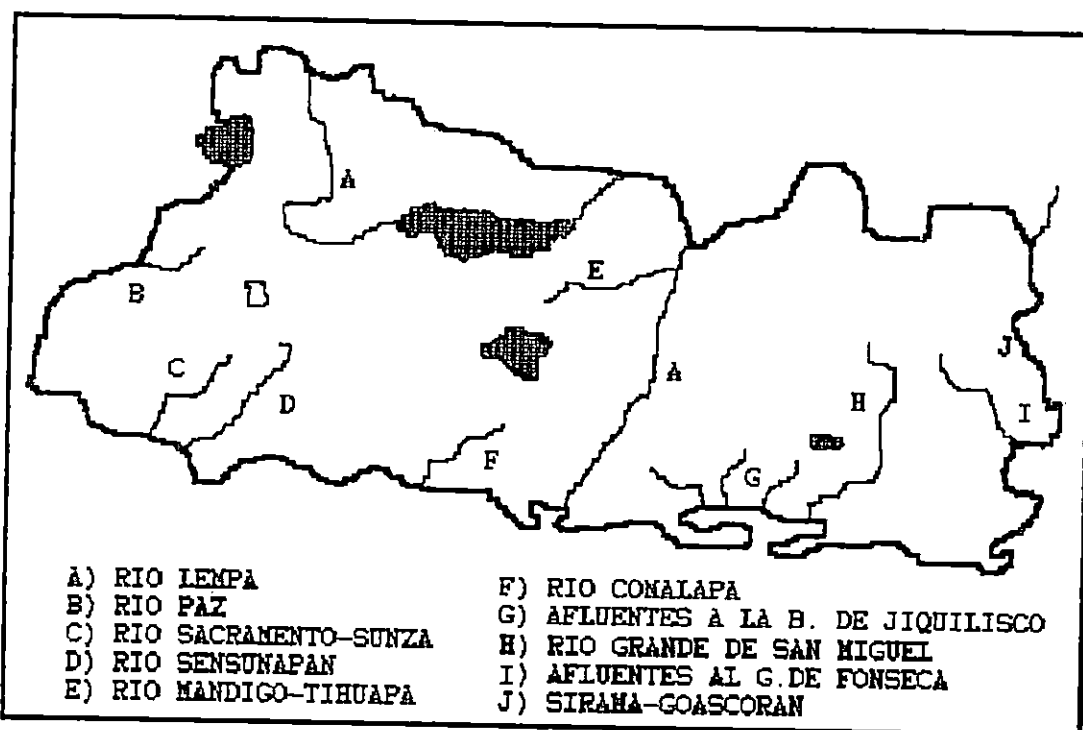 A
B
E
C
D
A
J
H
I
F
G
A) RIO LEMPA
B) RIO PAZ
C) RIO SACRAMENTO-SUNZA
D) RIO SENSUNAPAN
E) RIO MANDIGO-TIHUAPA
F) RIO COMALAPA
G) AFLUENTES A LA B. DE JIQUILISCO
H) RIO GRANDE DE SAN MIGUEL
I) AFLUENTES AL G.DE FONSECA
J) SIRAMA-GOASCORAN